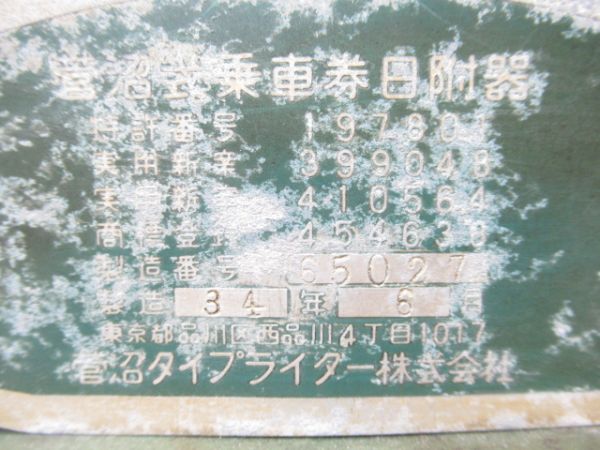 菅沼式乗車券日附器
特許番号 197801
実用新案 399048
実用新案 410564
商標登録 454639
製造番号 65027
製造 34年 6月
東京都品川区西品川4丁目1017
菅沼タイプライター株式会社